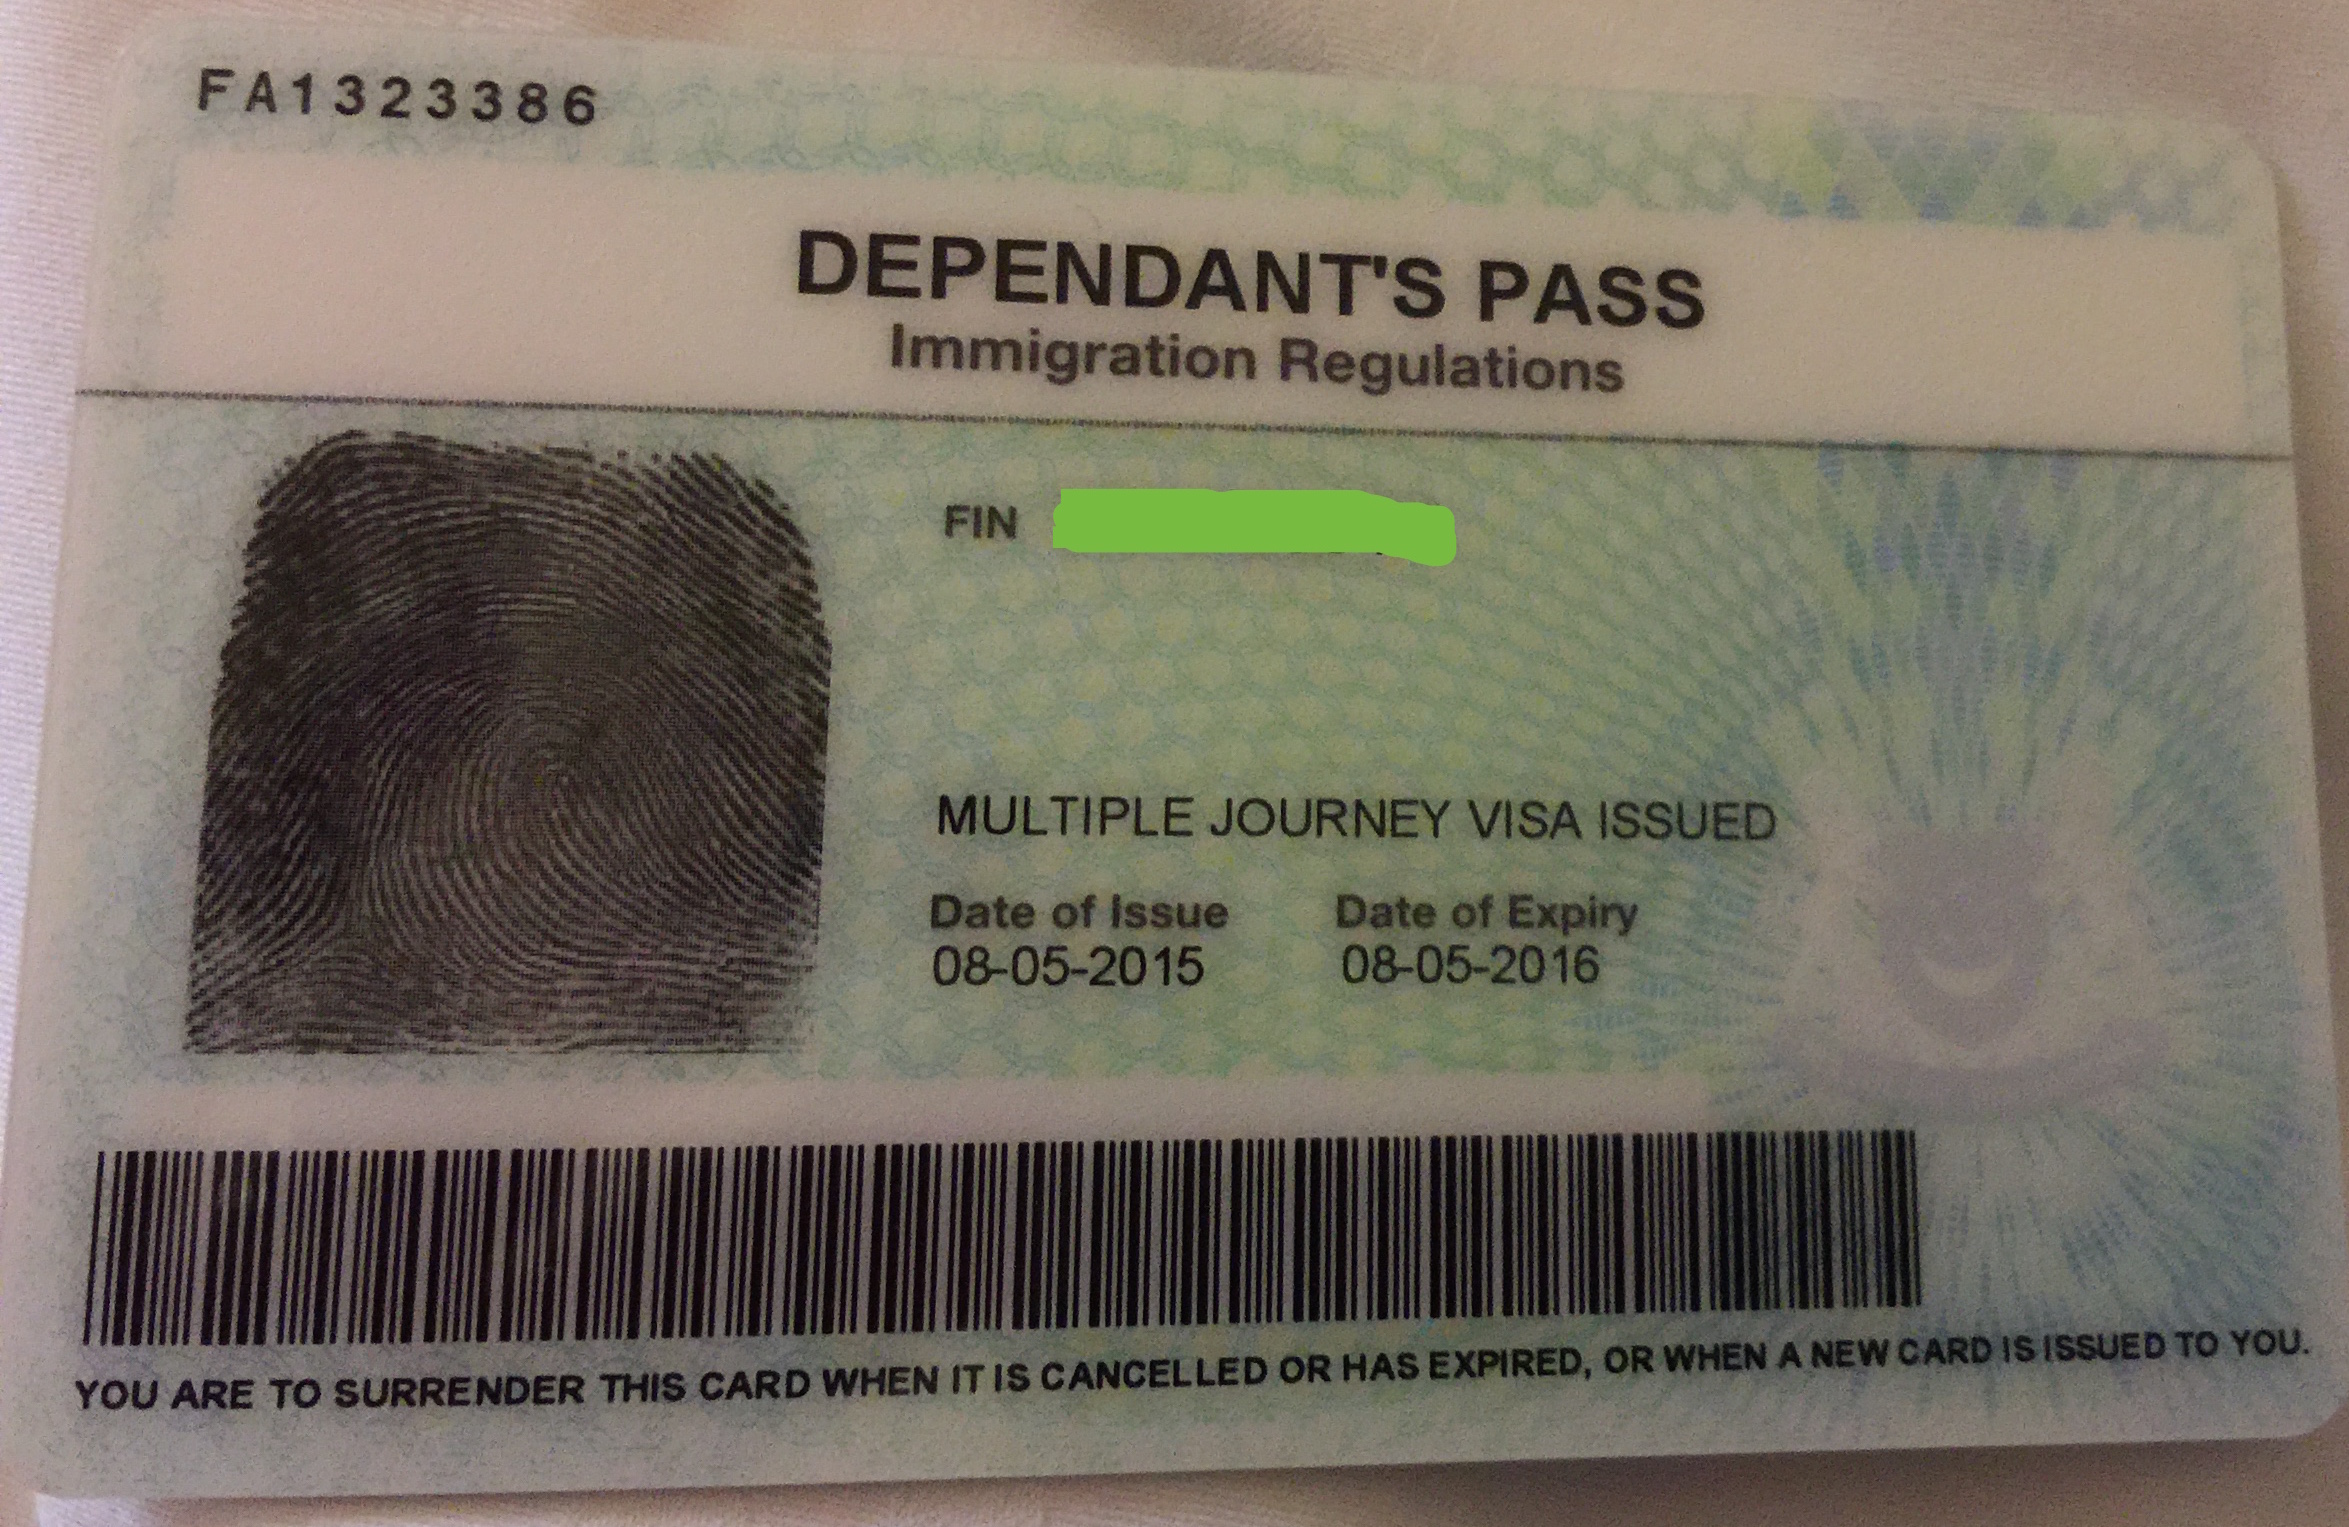 FA1323386
DEPENDANT'S PASS
Immigration Regulations
FIN
MULTIPLE JOURNEY VISA ISSUED
Date of Issue Date of Expiry
08-05-2015 08-05-2016
YOU ARE TO SURRENDER THIS CARD WHEN IT IS CANCELLED OR HAS EXPIRED, OR WHEN A NEW CARD IS ISSUED TO YOU.